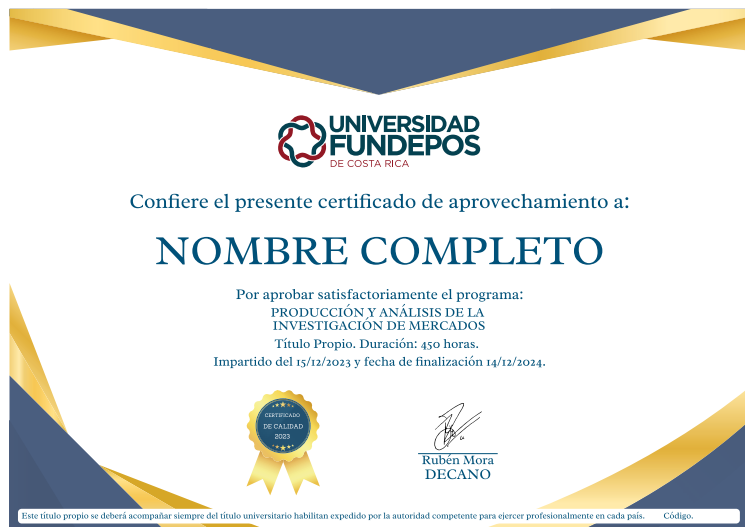 UNIVERSIDAD
FUNDEPOS
DE COSTA RICA
Confiere el presente certificado de aprovechamiento a:
NOMBRE COMPLETO
Por aprobar satisfactoriamente el programa:
PRODUCCIÓN Y ANÁLISIS DE LA
INVESTIGACIÓN DE MERCADOS
Título Propio. Duración: 450 horas.
Impartido del 15/12/2023 y fecha de finalización 14/12/2024.
CERTIFICADO
DE CALIDAD
2023
Rubén Mora
DECANO
Este título propio se deberá acompañar siempre del título universitario habilitan expedido por la autoridad competente para ejercer profesionalmente en cada país. Código.